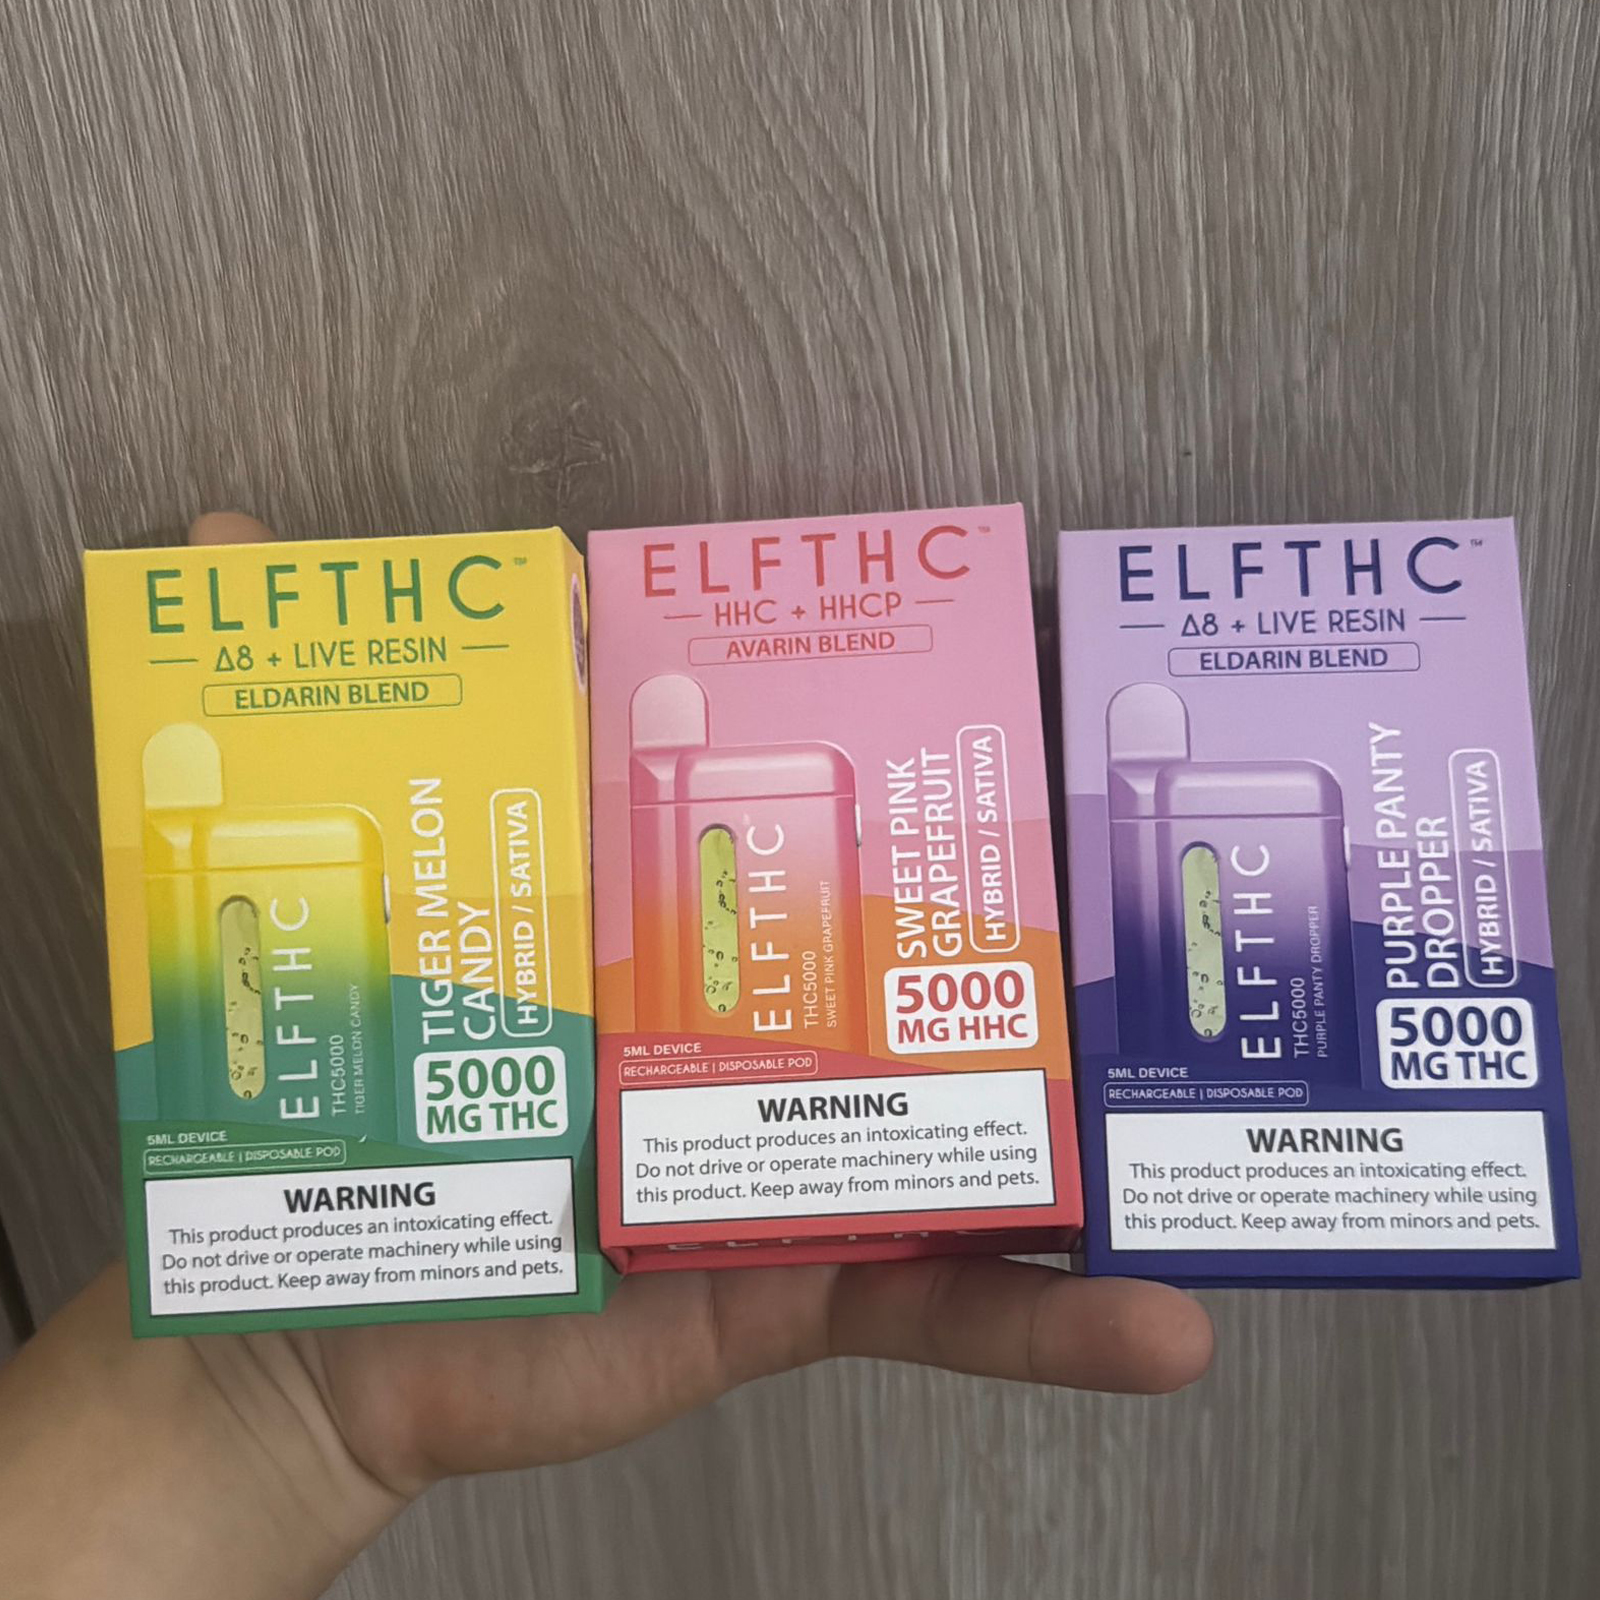 ELFTHC™
Δ8 + LIVE RESIN
ELDARIN BLEND
TIGER MELON
CANDY
HYBRID / SATIVA
ELFTHC
THC5000
TIGER MELON CANDY
5000
MG THC
5ML DEVICE
RECHARGEABLE | DISPOSABLE POD
WARNING
This product produces an intoxicating effect.
Do not drive or operate machinery while using
this product. Keep away from minors and pets.
ELFTHC™
HHC + HHCP
AVARIN BLEND
SWEET PINK
GRAPEFRUIT
HYBRID / SATIVA
ELFTHC
THC5000
SWEET PINK GRAPEFRUIT
5000
MG HHC
5ML DEVICE
RECHARGEABLE | DISPOSABLE POD
WARNING
This product produces an intoxicating effect.
Do not drive or operate machinery while using
this product. Keep away from minors and pets.
ELFTHC
ELFTHC™
Δ8 + LIVE RESIN
ELDARIN BLEND
PURPLE PANTY
DROPPER
HYBRID / SATIVA
ELFTHC
THC5000
PURPLE PANTY DROPPER
5000
MG THC
5ML DEVICE
RECHARGEABLE | DISPOSABLE POD
WARNING
This product produces an intoxicating effect.
Do not drive or operate machinery while using
this product. Keep away from minors and pets.